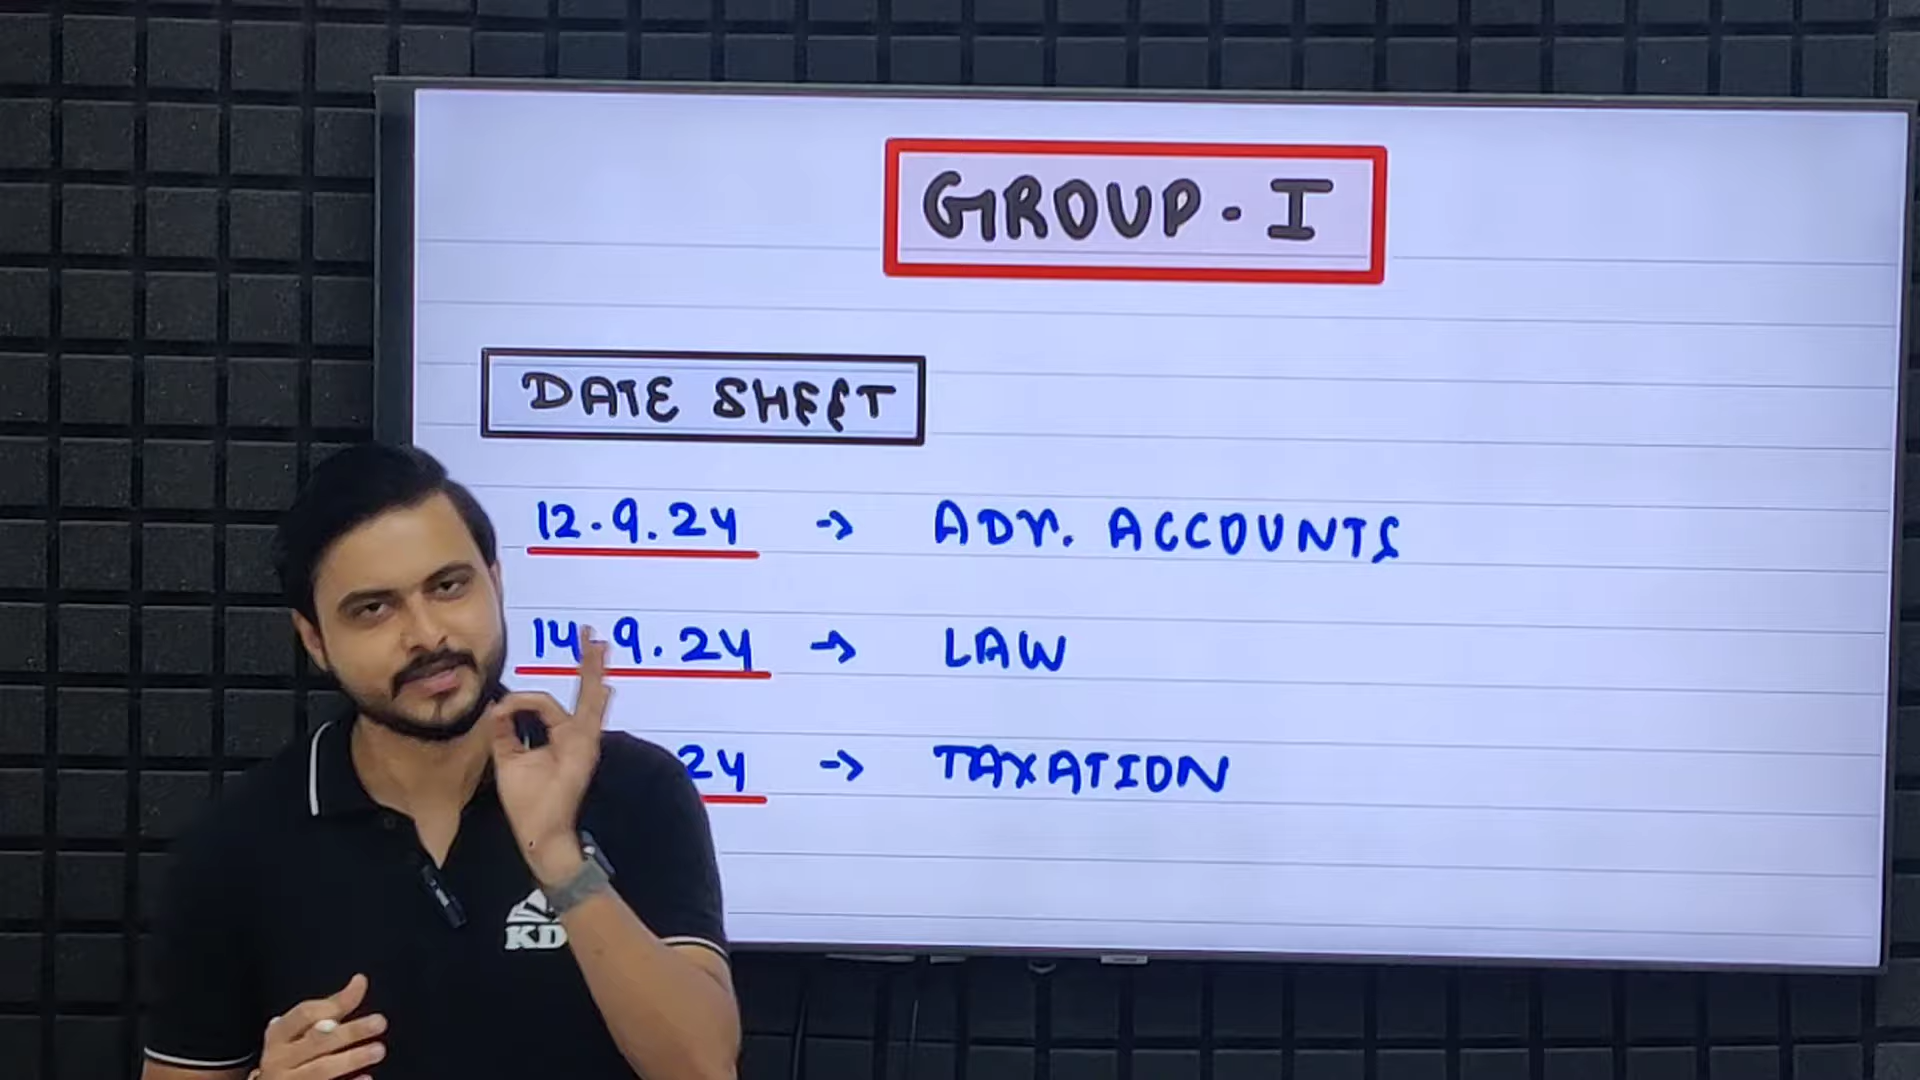 GROUP - I
DATE SHEET
12.9.24 → ADV. ACCOUNTS
14.9.24 → LAW
24 → TAXATION
KD